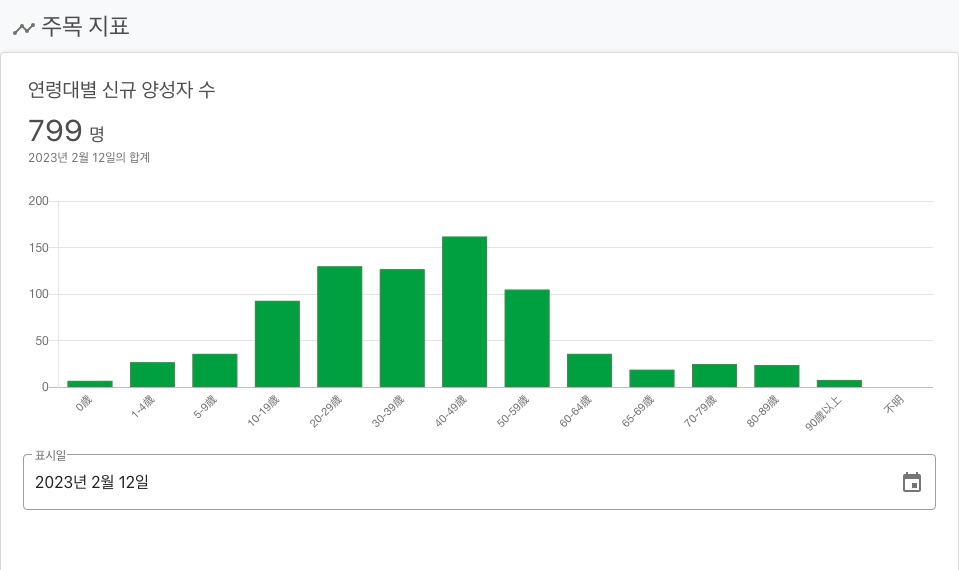 주목 지표
연령대별 신규 양성자 수
799 명
2023년 2월 12일의 합계
200
150
100
50
0
0歳
1-4歳
5-9歳
10-19歳
20-29歳
30-39歳
40-49歳
50-59歳
60-64歳
65-69歳
70-79歳
80-89歳
90歳以上
不明
표시일
2023년 2월 12일